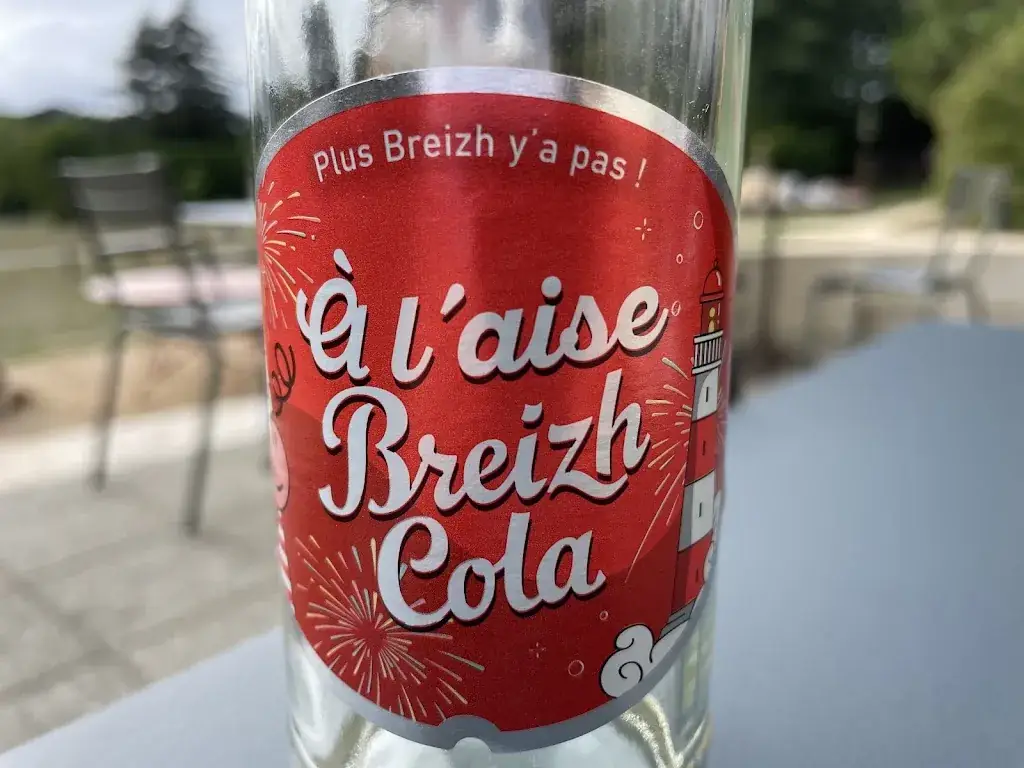 Plus Breizh y'a pas !
À l'aise
Breizh
Cola